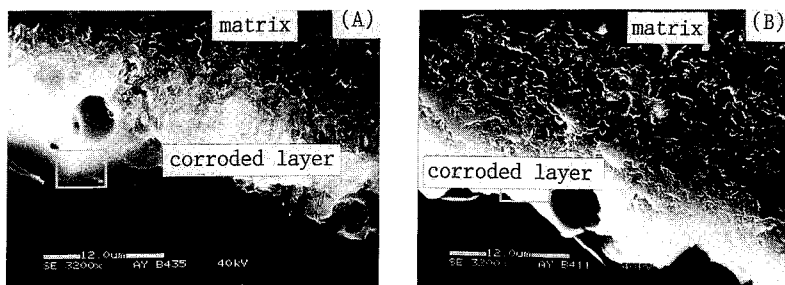 matrix (A)
corroded layer
12.0um
SE 3200x AY B435 40kV
matrix (B)
corroded layer
12.0um
SE 3200x AY B411